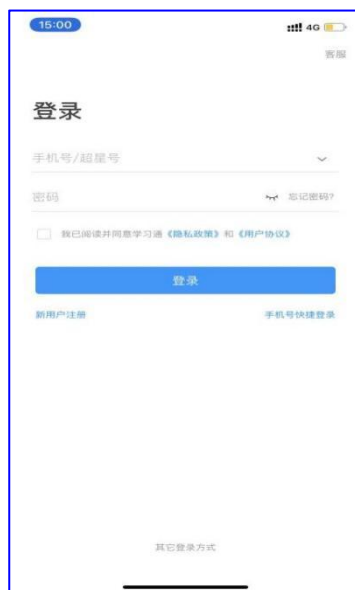 15:00 4G
客服
登录
手机号/超星号
密码 忘记密码?
我已阅读并同意学习通《隐私政策》和《用户协议》
登录
新用户注册 手机号快捷登录
其它登录方式